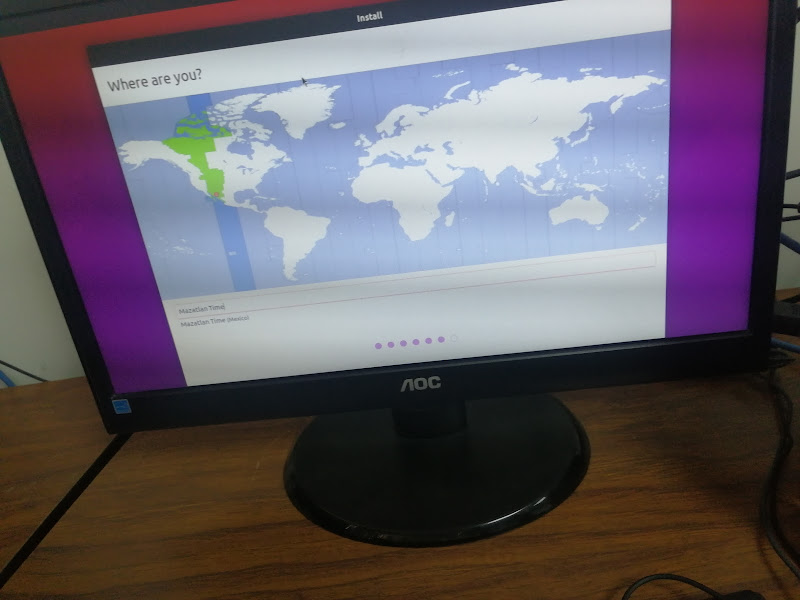 Install
Where are you?
Mazatlan Time
Mazatlan Time (Mexico)
AOC